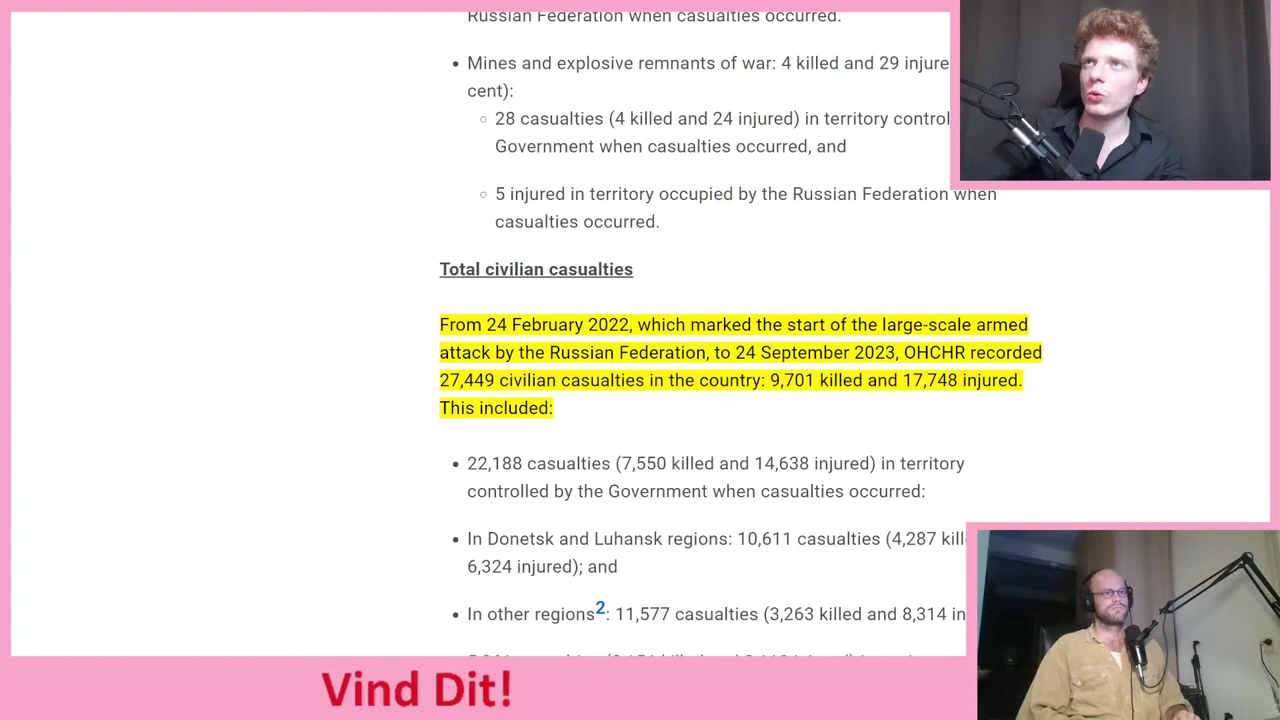 Russian Federation when casualties occurred.
• Mines and explosive remnants of war: 4 killed and 29 injure
cent):
○ 28 casualties (4 killed and 24 injured) in territory control
Government when casualties occurred, and
○ 5 injured in territory occupied by the Russian Federation when
casualties occurred.
Total civilian casualties
From 24 February 2022, which marked the start of the large-scale armed
attack by the Russian Federation, to 24 September 2023, OHCHR recorded
27,449 civilian casualties in the country: 9,701 killed and 17,748 injured.
This included:
• 22,188 casualties (7,550 killed and 14,638 injured) in territory
controlled by the Government when casualties occurred:
• In Donetsk and Luhansk regions: 10,611 casualties (4,287 kill
6,324 injured); and
• In other regions2: 11,577 casualties (3,263 killed and 8,314 in
Vind Dit!